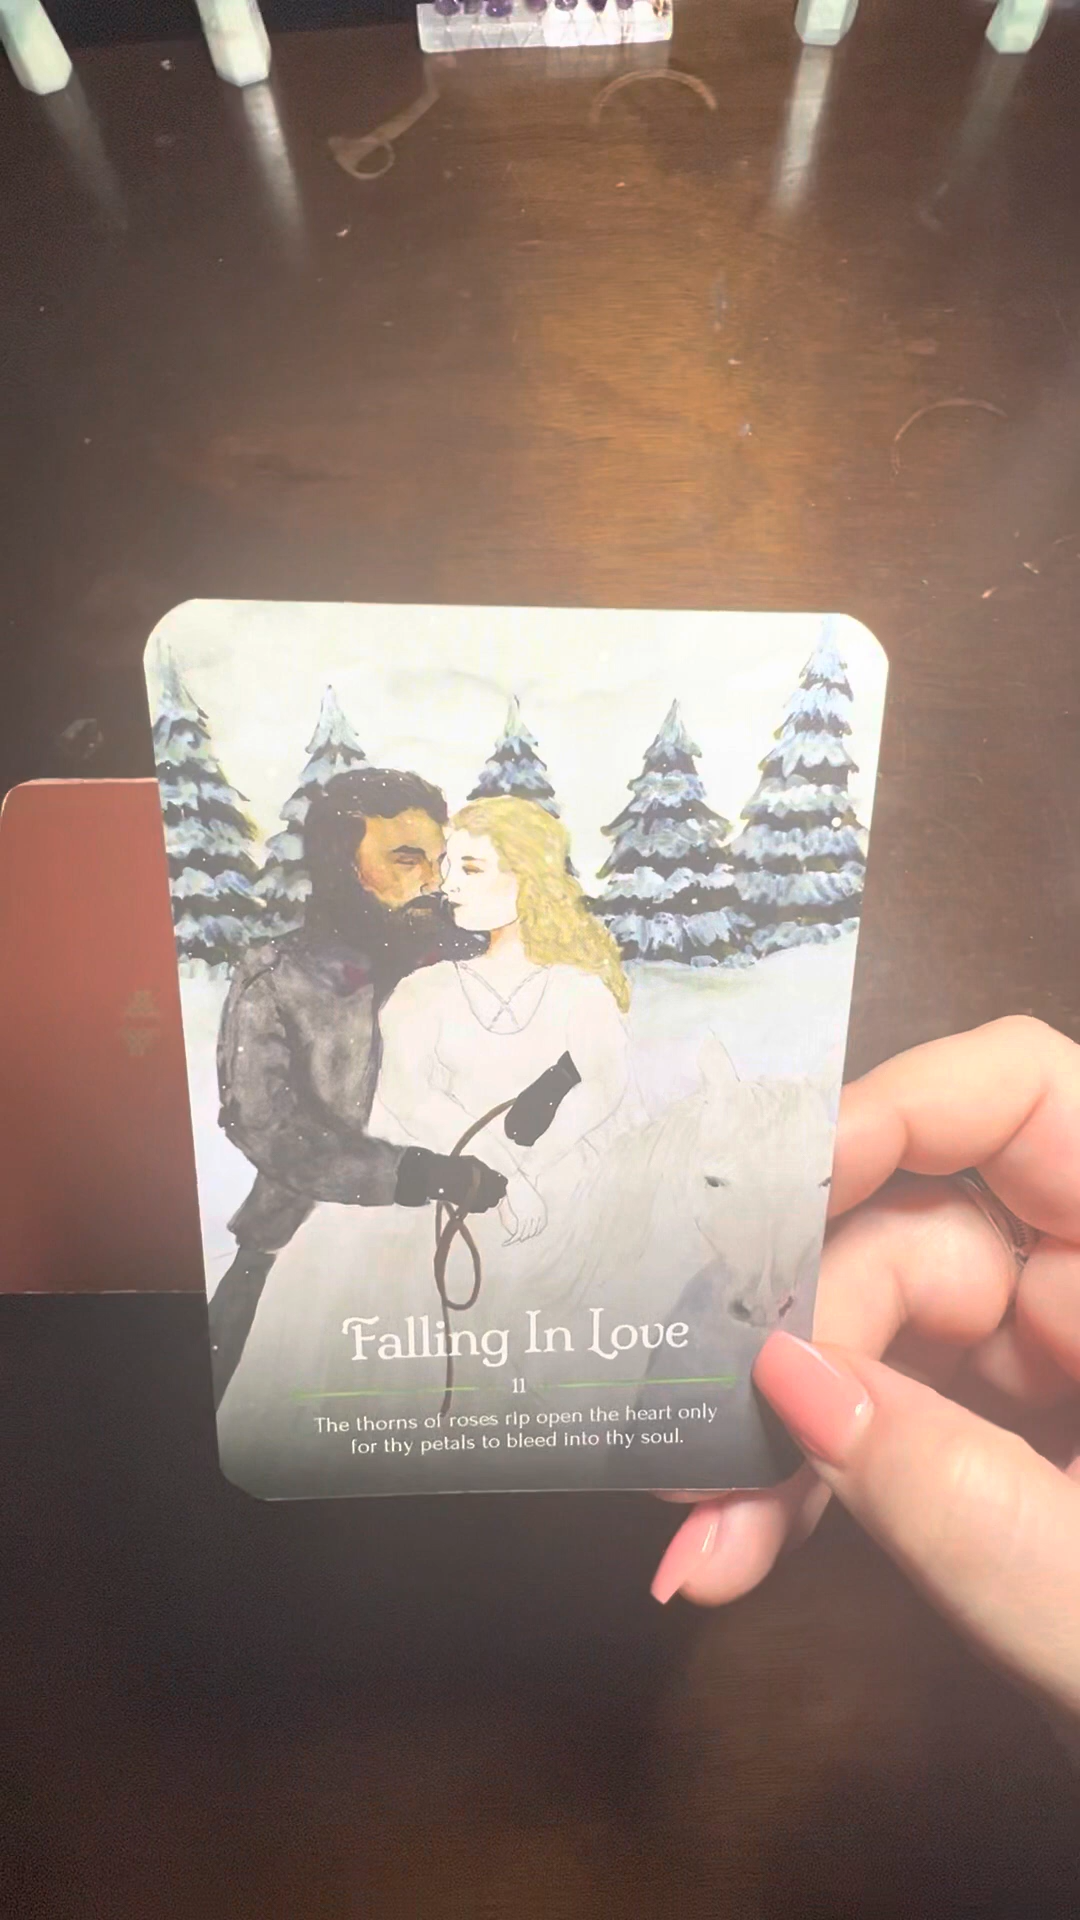 Falling In Love
11
The thorns of roses rip open the heart only
for thy petals to bleed into thy soul.